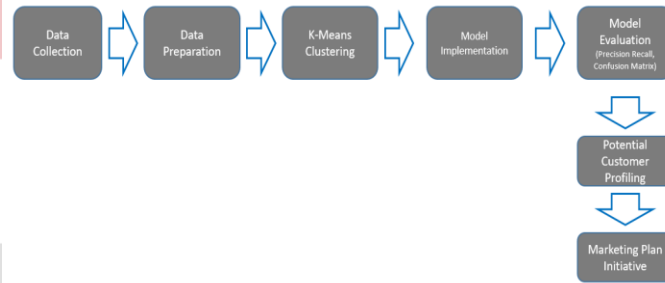 Data
Collection
Data
Preparation
K-Means
Clustering
Model
Implementation
Model
Evaluation
(Precision Recall,
Confusion Matrix)
Potential
Customer
Profiling
Marketing Plan
Initiative